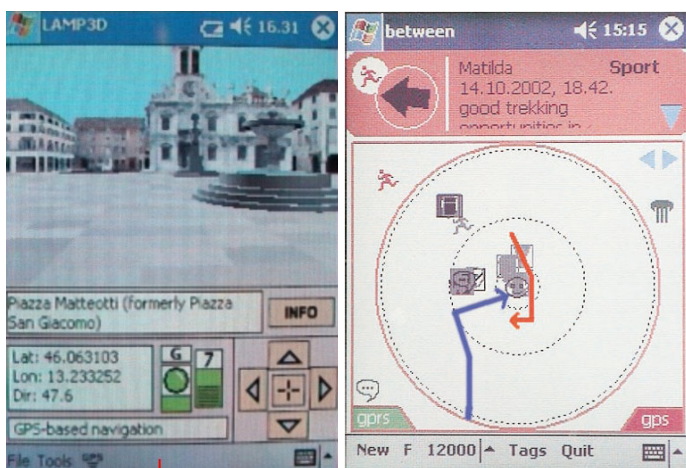 LAMP3D 16.31
Piazza Matteotti (formerly Piazza
San Giacomo)
INFO
Lat: 46.063103
Lon: 13.233252
Dir: 47.6
G 7
GPS-based navigation
File Tools
between 15:15
Matilda Sport
14.10.2002, 18.42.
good trekking
opportunities in
gprs gps
New F 12000 Tags Quit